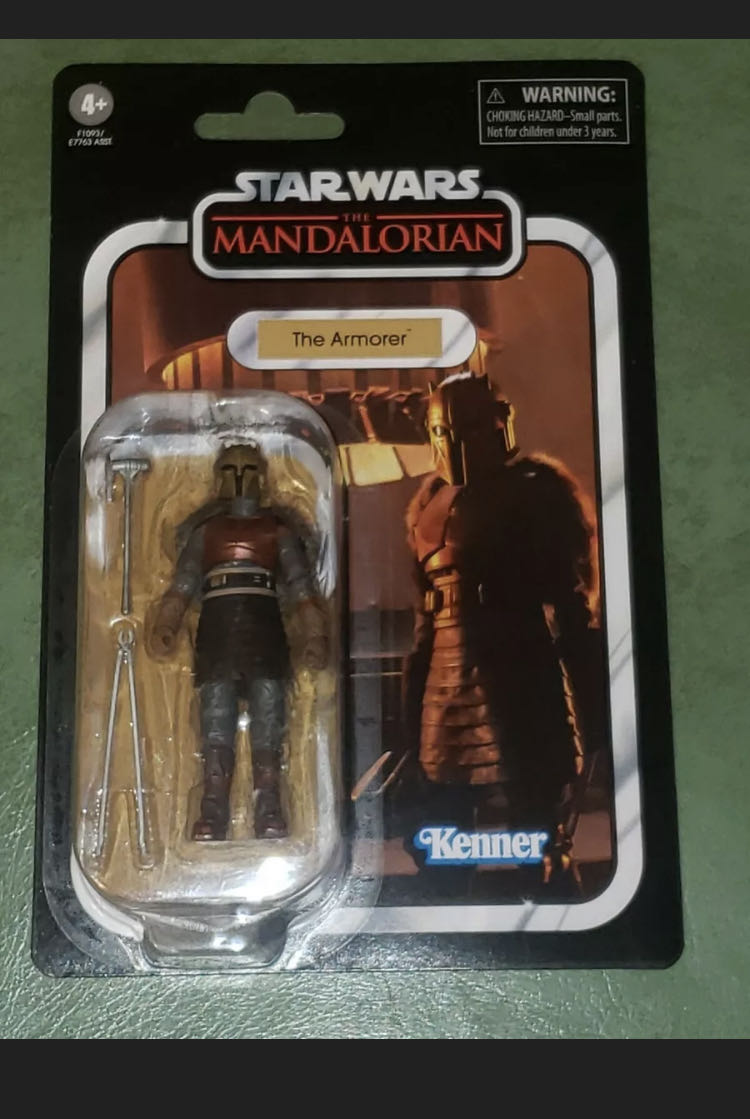 4+
F1093/
E7763 ASST.
⚠ WARNING:
CHOKING HAZARD–Small parts.
Not for children under 3 years.
STAR WARS
THE
MANDALORIAN
The Armorer™
Kenner